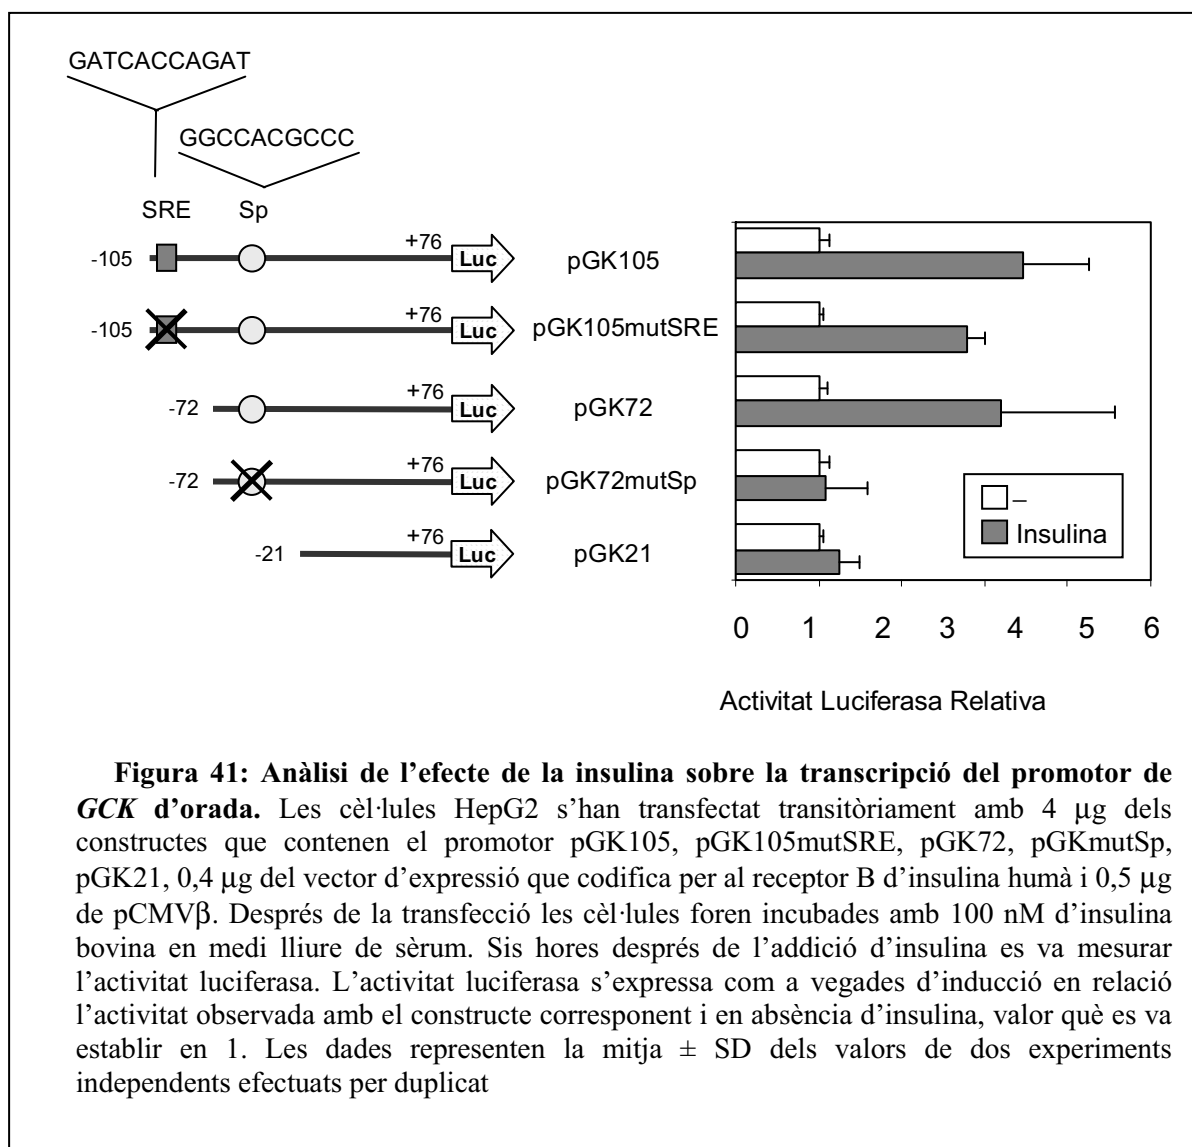 GATCACCAGAT
GGCCACGCCC
SRE Sp
-105 +76 Luc pGK105
-105 +76 Luc pGK105mutSRE
-72 +76 Luc pGK72
-72 +76 Luc pGK72mutSp
-21 +76 Luc pGK21
–
Insulina
0 1 2 3 4 5 6
Activitat Luciferasa Relativa
Figura 41: Anàlisi de l’efecte de la insulina sobre la transcripció del promotor de
GCK d’orada. Les cèl·lules HepG2 s’han transfectat transitòriament amb 4 μg dels
constructes que contenen el promotor pGK105, pGK105mutSRE, pGK72, pGKmutSp,
pGK21, 0,4 μg del vector d’expressió que codifica per al receptor B d’insulina humà i 0,5 μg
de pCMVβ. Després de la transfecció les cèl·lules foren incubades amb 100 nM d’insulina
bovina en medi lliure de sèrum. Sis hores després de l’addició d’insulina es va mesurar
l’activitat luciferasa. L’activitat luciferasa s’expressa com a vegades d’inducció en relació
l’activitat observada amb el constructe corresponent i en absència d’insulina, valor què es va
establir en 1. Les dades representen la mitja ± SD dels valors de dos experiments
independents efectuats per duplicat